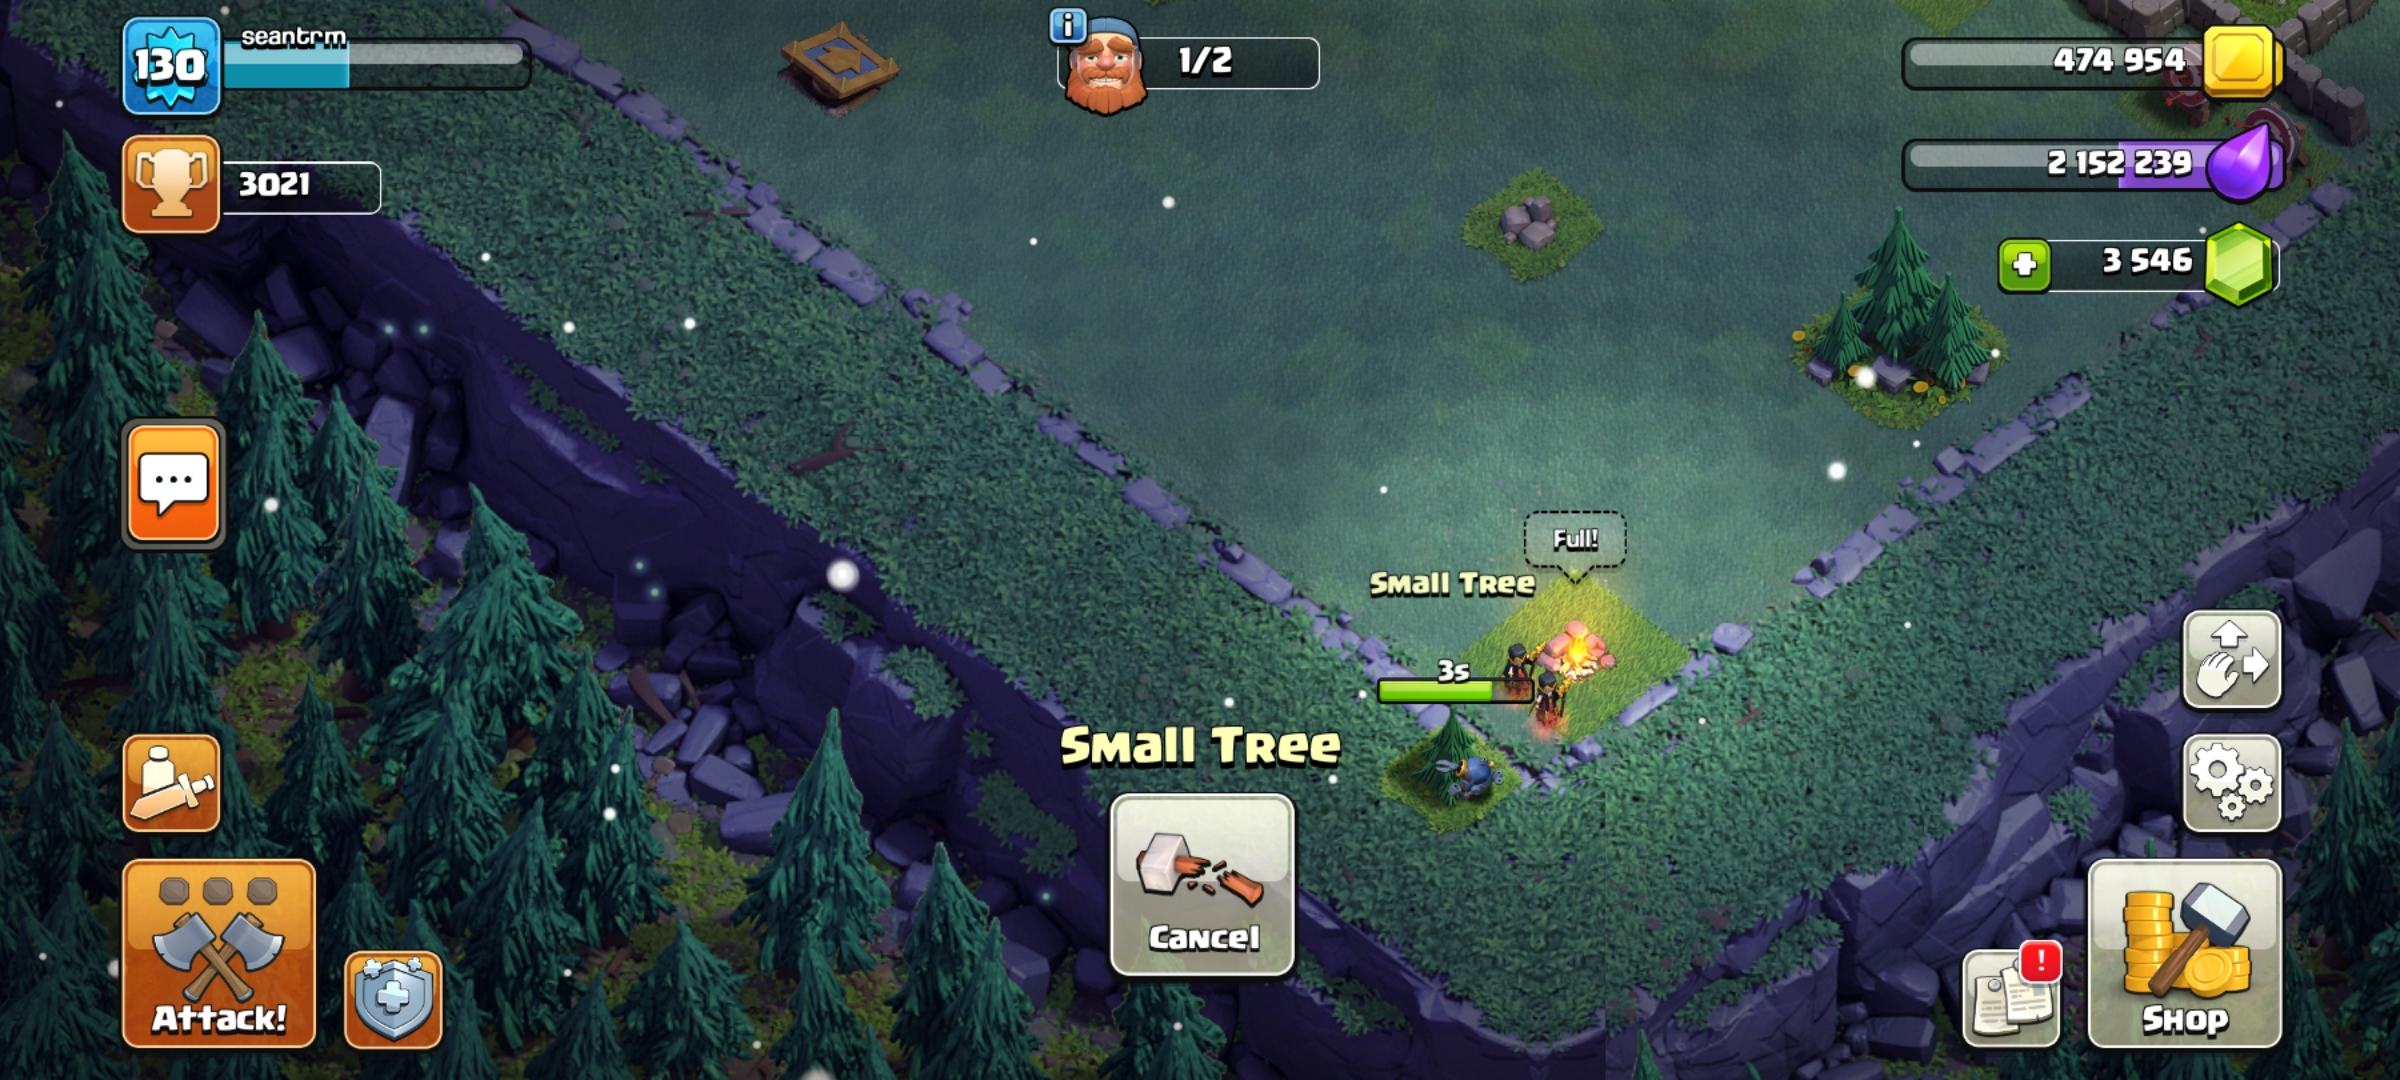 130
seantrm
1/2
474 954
3021
2 152 239
3 546
Full!
Small Tree
3s
Small Tree
Cancel
Attack!
!
Shop